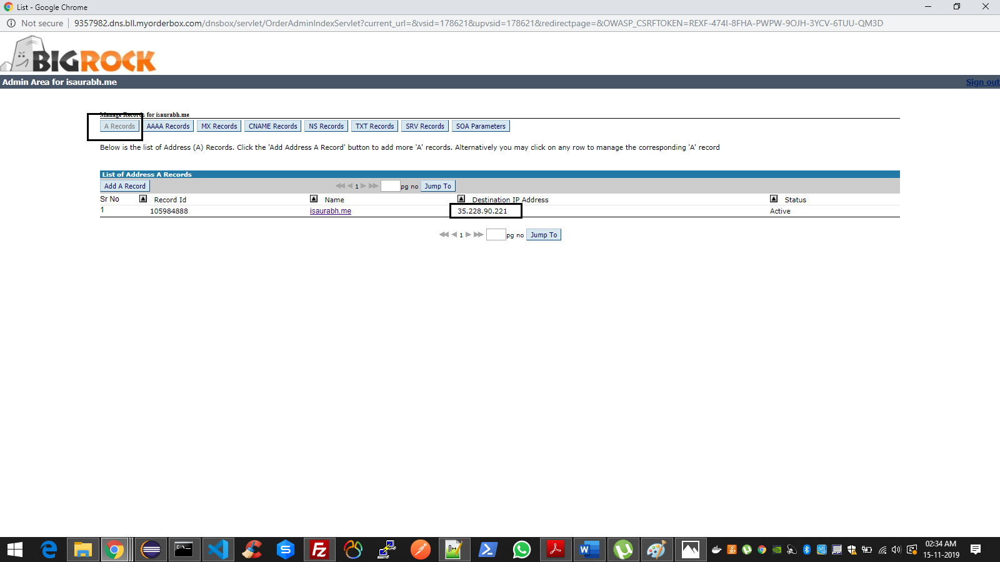 List - Google Chrome
Not secure | 9357982.dns.bll.myorderbox.com/dnsbox/servlet/OrderAdminIndexServlet?current_url=&vsid=178621&upvsid=178621&redirectpage=&OWASP_CSRFTOKEN=REXF-474I-8FHA-PWPW-9OJH-3YCV-6TUU-QM3D
BIGROCK
Admin Area for isaurabh.me Sign out
Manage Records for isaurabh.me
A Records AAAA Records MX Records CNAME Records NS Records TXT Records SRV Records SOA Parameters
Below is the list of Address (A) Records. Click the 'Add Address A Record' button to add more 'A' records. Alternatively you may click on any row to manage the corresponding 'A' record
List of Address A Records
Add A Record 1 pg no Jump To
Sr No Record Id Name Destination IP Address Status
1 105984888 isaurabh.me 35.228.90.221 Active
1 pg no Jump To
02:34 AM
15-11-2019